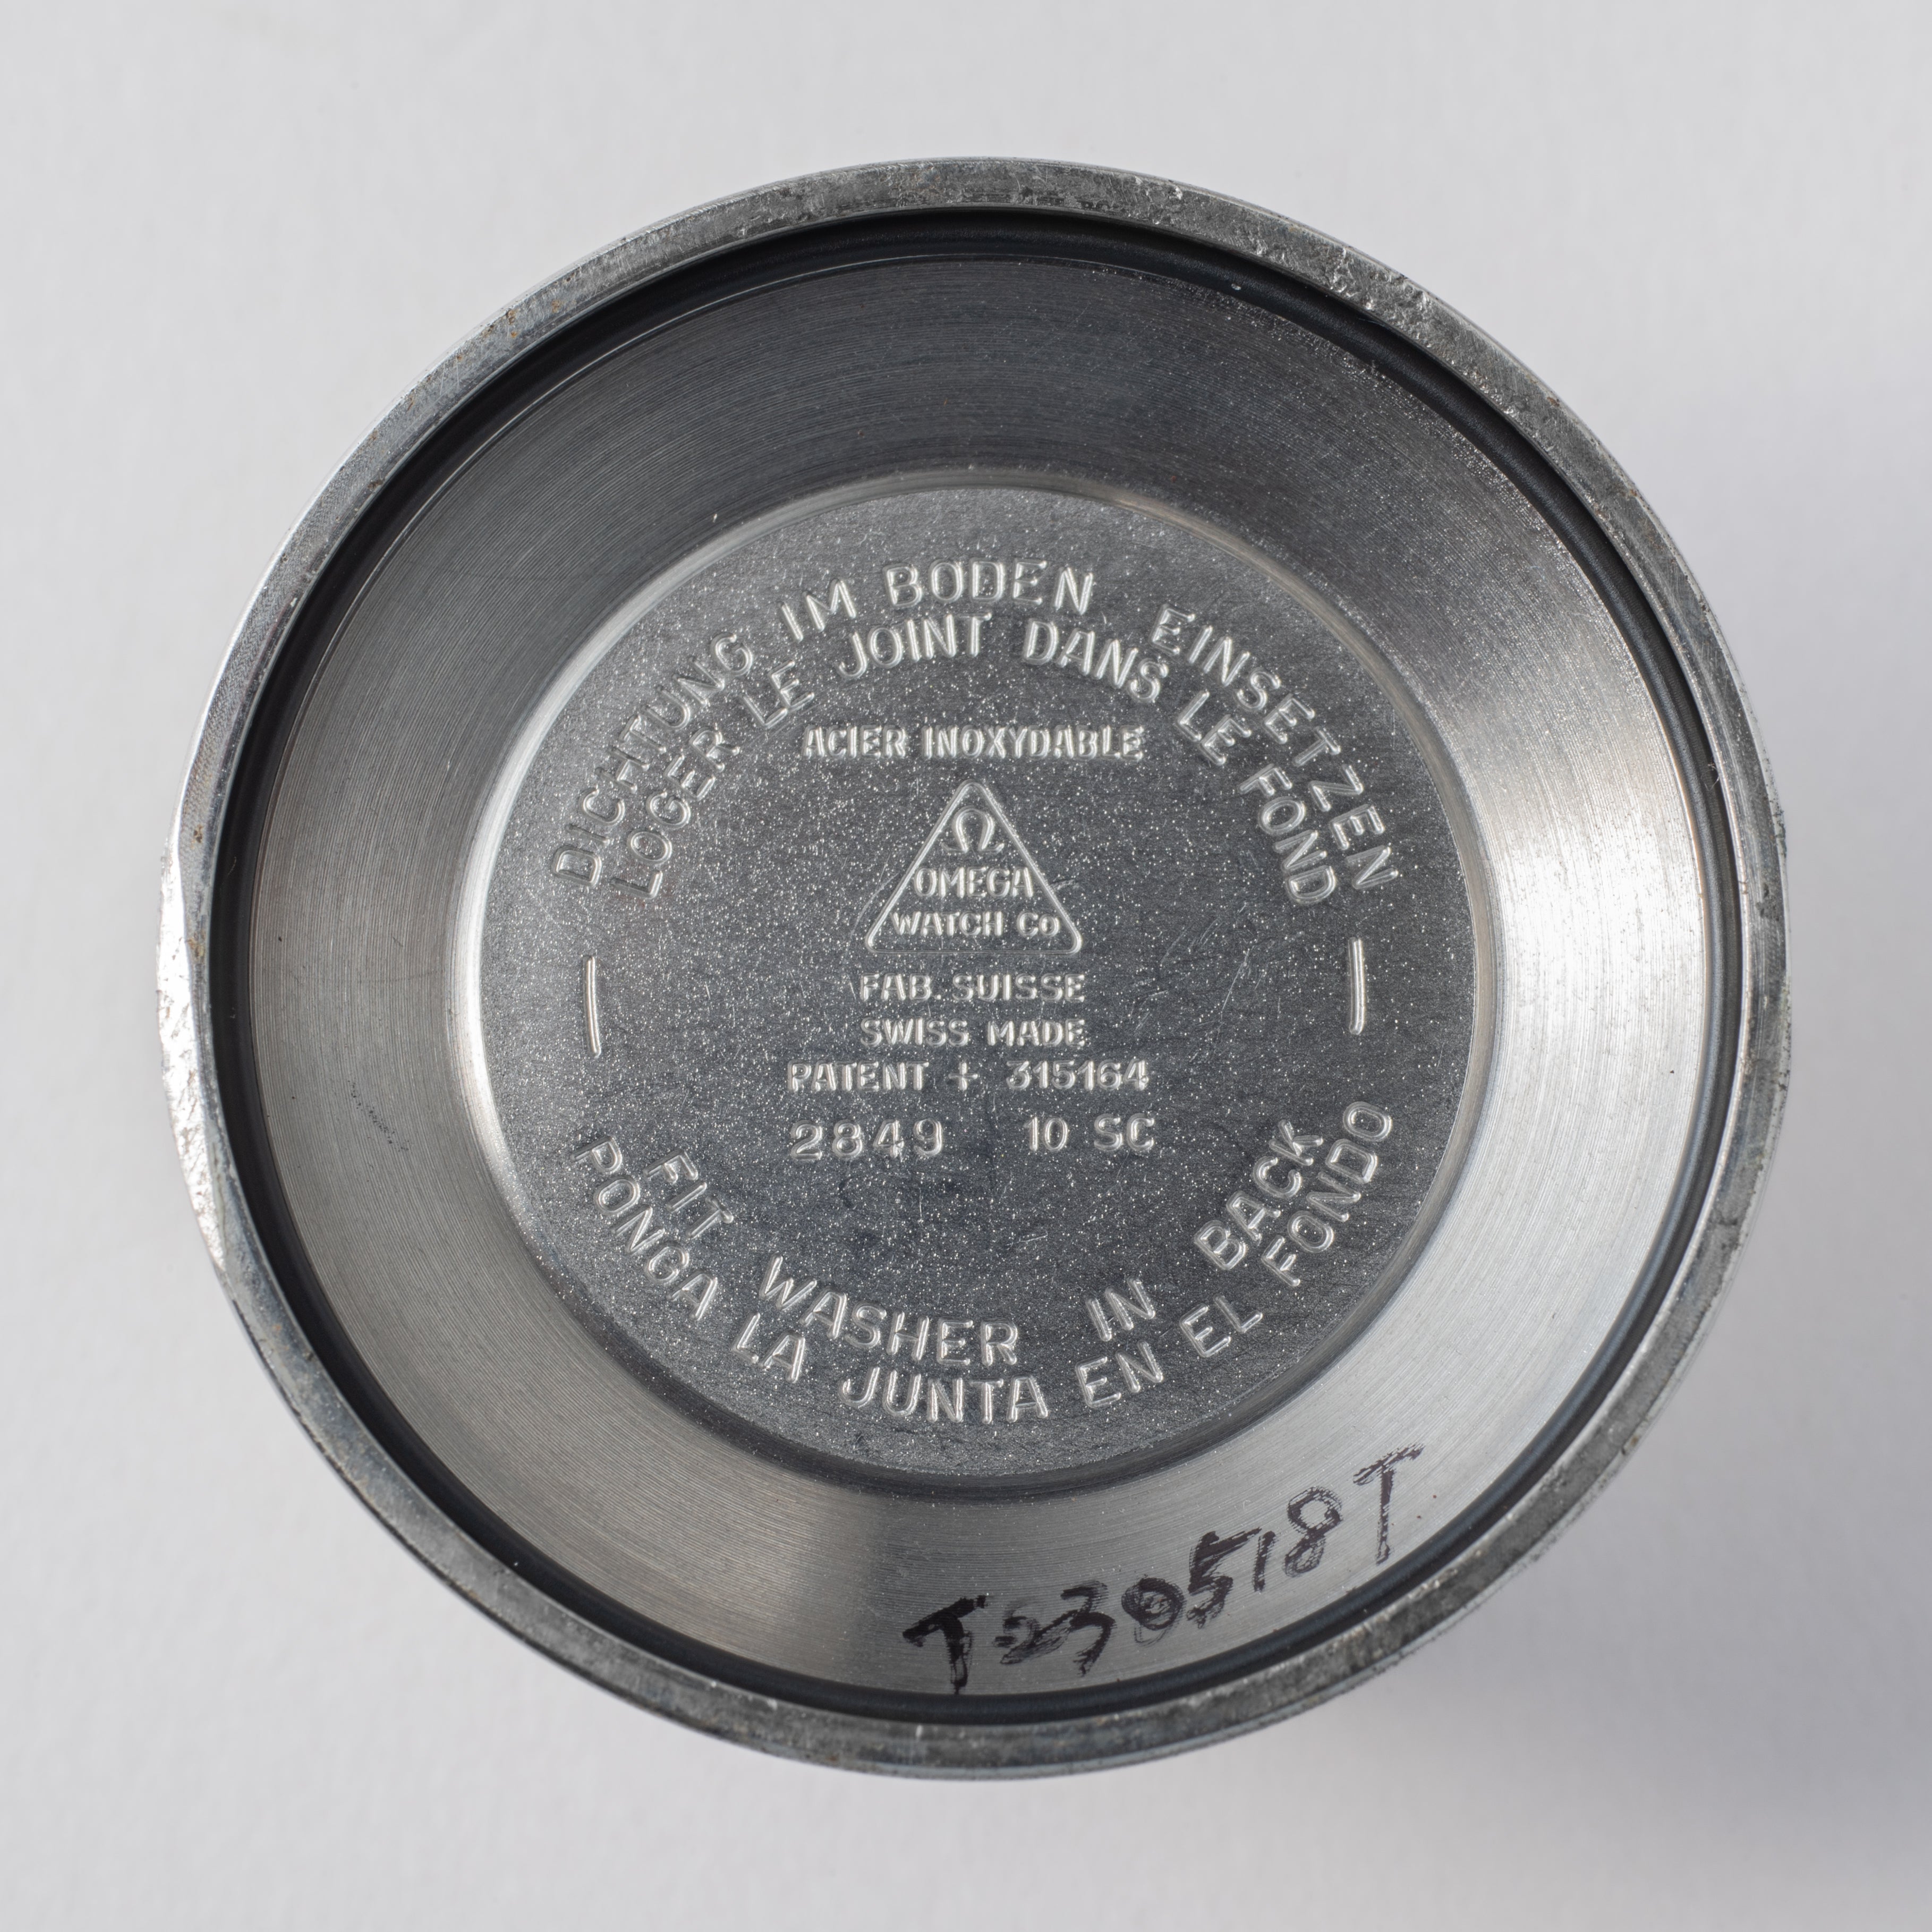 DICHTUNG IM BODEN EINSETZEN
LOGER LE JOINT DANS LE FOND
ACIER INOXYDABLE
Ω
OMEGA
WATCH Co
FAB. SUISSE
SWISS MADE
PATENT + 315164
2849 10 SC
FIT WASHER IN BACK
PONGA LA JUNTA EN EL FONDO